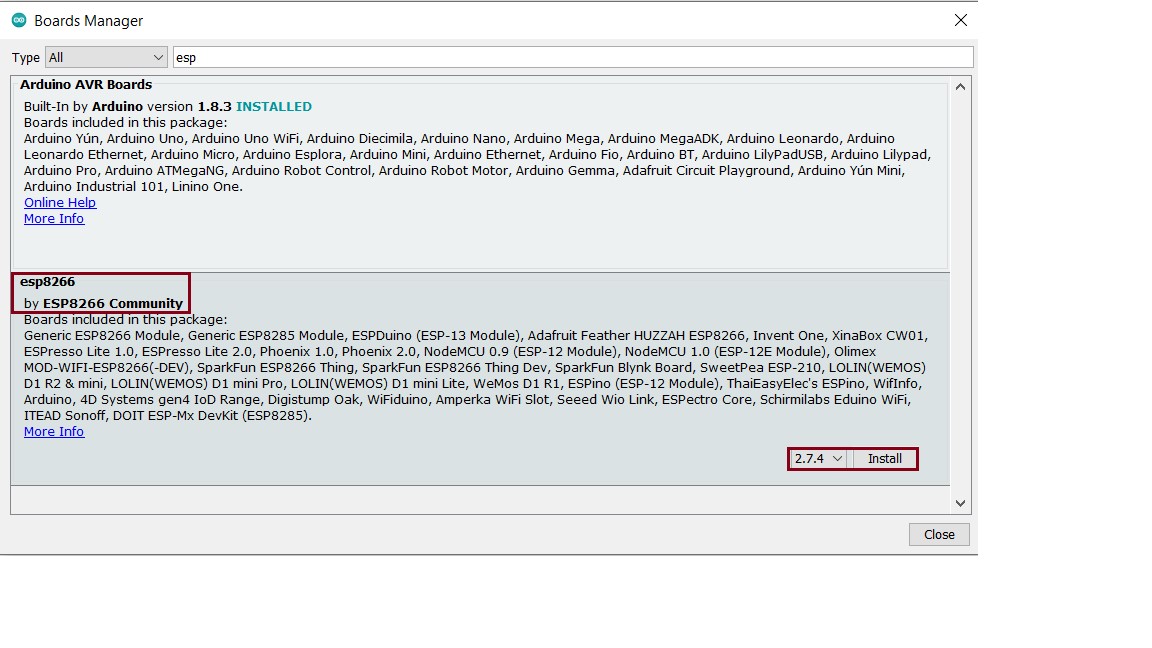 Boards Manager
Type All esp
Arduino AVR Boards
Built-In by Arduino version 1.8.3 INSTALLED
Boards included in this package:
Arduino Yún, Arduino Uno, Arduino Uno WiFi, Arduino Diecimila, Arduino Nano, Arduino Mega, Arduino MegaADK, Arduino Leonardo, Arduino
Leonardo Ethernet, Arduino Micro, Arduino Esplora, Arduino Mini, Arduino Ethernet, Arduino Fio, Arduino BT, Arduino LilyPadUSB, Arduino Lilypad,
Arduino Pro, Arduino ATMegaNG, Arduino Robot Control, Arduino Robot Motor, Arduino Gemma, Adafruit Circuit Playground, Arduino Yún Mini,
Arduino Industrial 101, Linino One.
Online Help
More Info
esp8266
by ESP8266 Community
Boards included in this package:
Generic ESP8266 Module, Generic ESP8285 Module, ESPDuino (ESP-13 Module), Adafruit Feather HUZZAH ESP8266, Invent One, XinaBox CW01,
ESPresso Lite 1.0, ESPresso Lite 2.0, Phoenix 1.0, Phoenix 2.0, NodeMCU 0.9 (ESP-12 Module), NodeMCU 1.0 (ESP-12E Module), Olimex
MOD-WIFI-ESP8266(-DEV), SparkFun ESP8266 Thing, SparkFun ESP8266 Thing Dev, SparkFun Blynk Board, SweetPea ESP-210, LOLIN(WEMOS)
D1 R2 & mini, LOLIN(WEMOS) D1 mini Pro, LOLIN(WEMOS) D1 mini Lite, WeMos D1 R1, ESPino (ESP-12 Module), ThaiEasyElec's ESPino, WifInfo,
Arduino, 4D Systems gen4 IoD Range, Digistump Oak, WiFiduino, Amperka WiFi Slot, Seeed Wio Link, ESPectro Core, Schirmilabs Eduino WiFi,
ITEAD Sonoff, DOIT ESP-Mx DevKit (ESP8285).
More Info
2.7.4 Install
Close